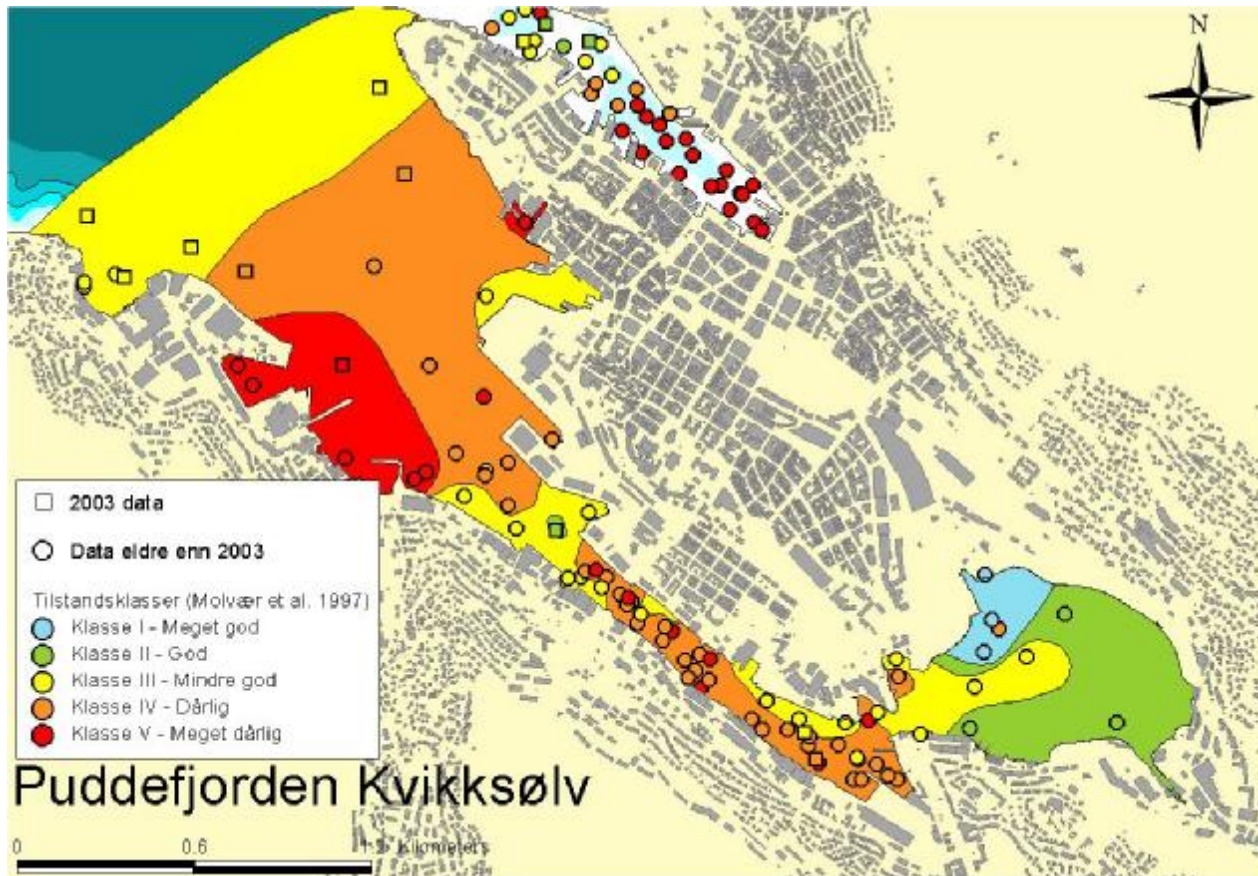 N
2003 data
Data eldre enn 2003
Tilstandsklasser (Molvær et al. 1997)
Klasse I - Meget god
Klasse II - God
Klasse III - Mindre god
Klasse IV - Dårlig
Klasse V - Meget dårlig
Puddefjorden Kvikksølv
0 0.6 Kilometers